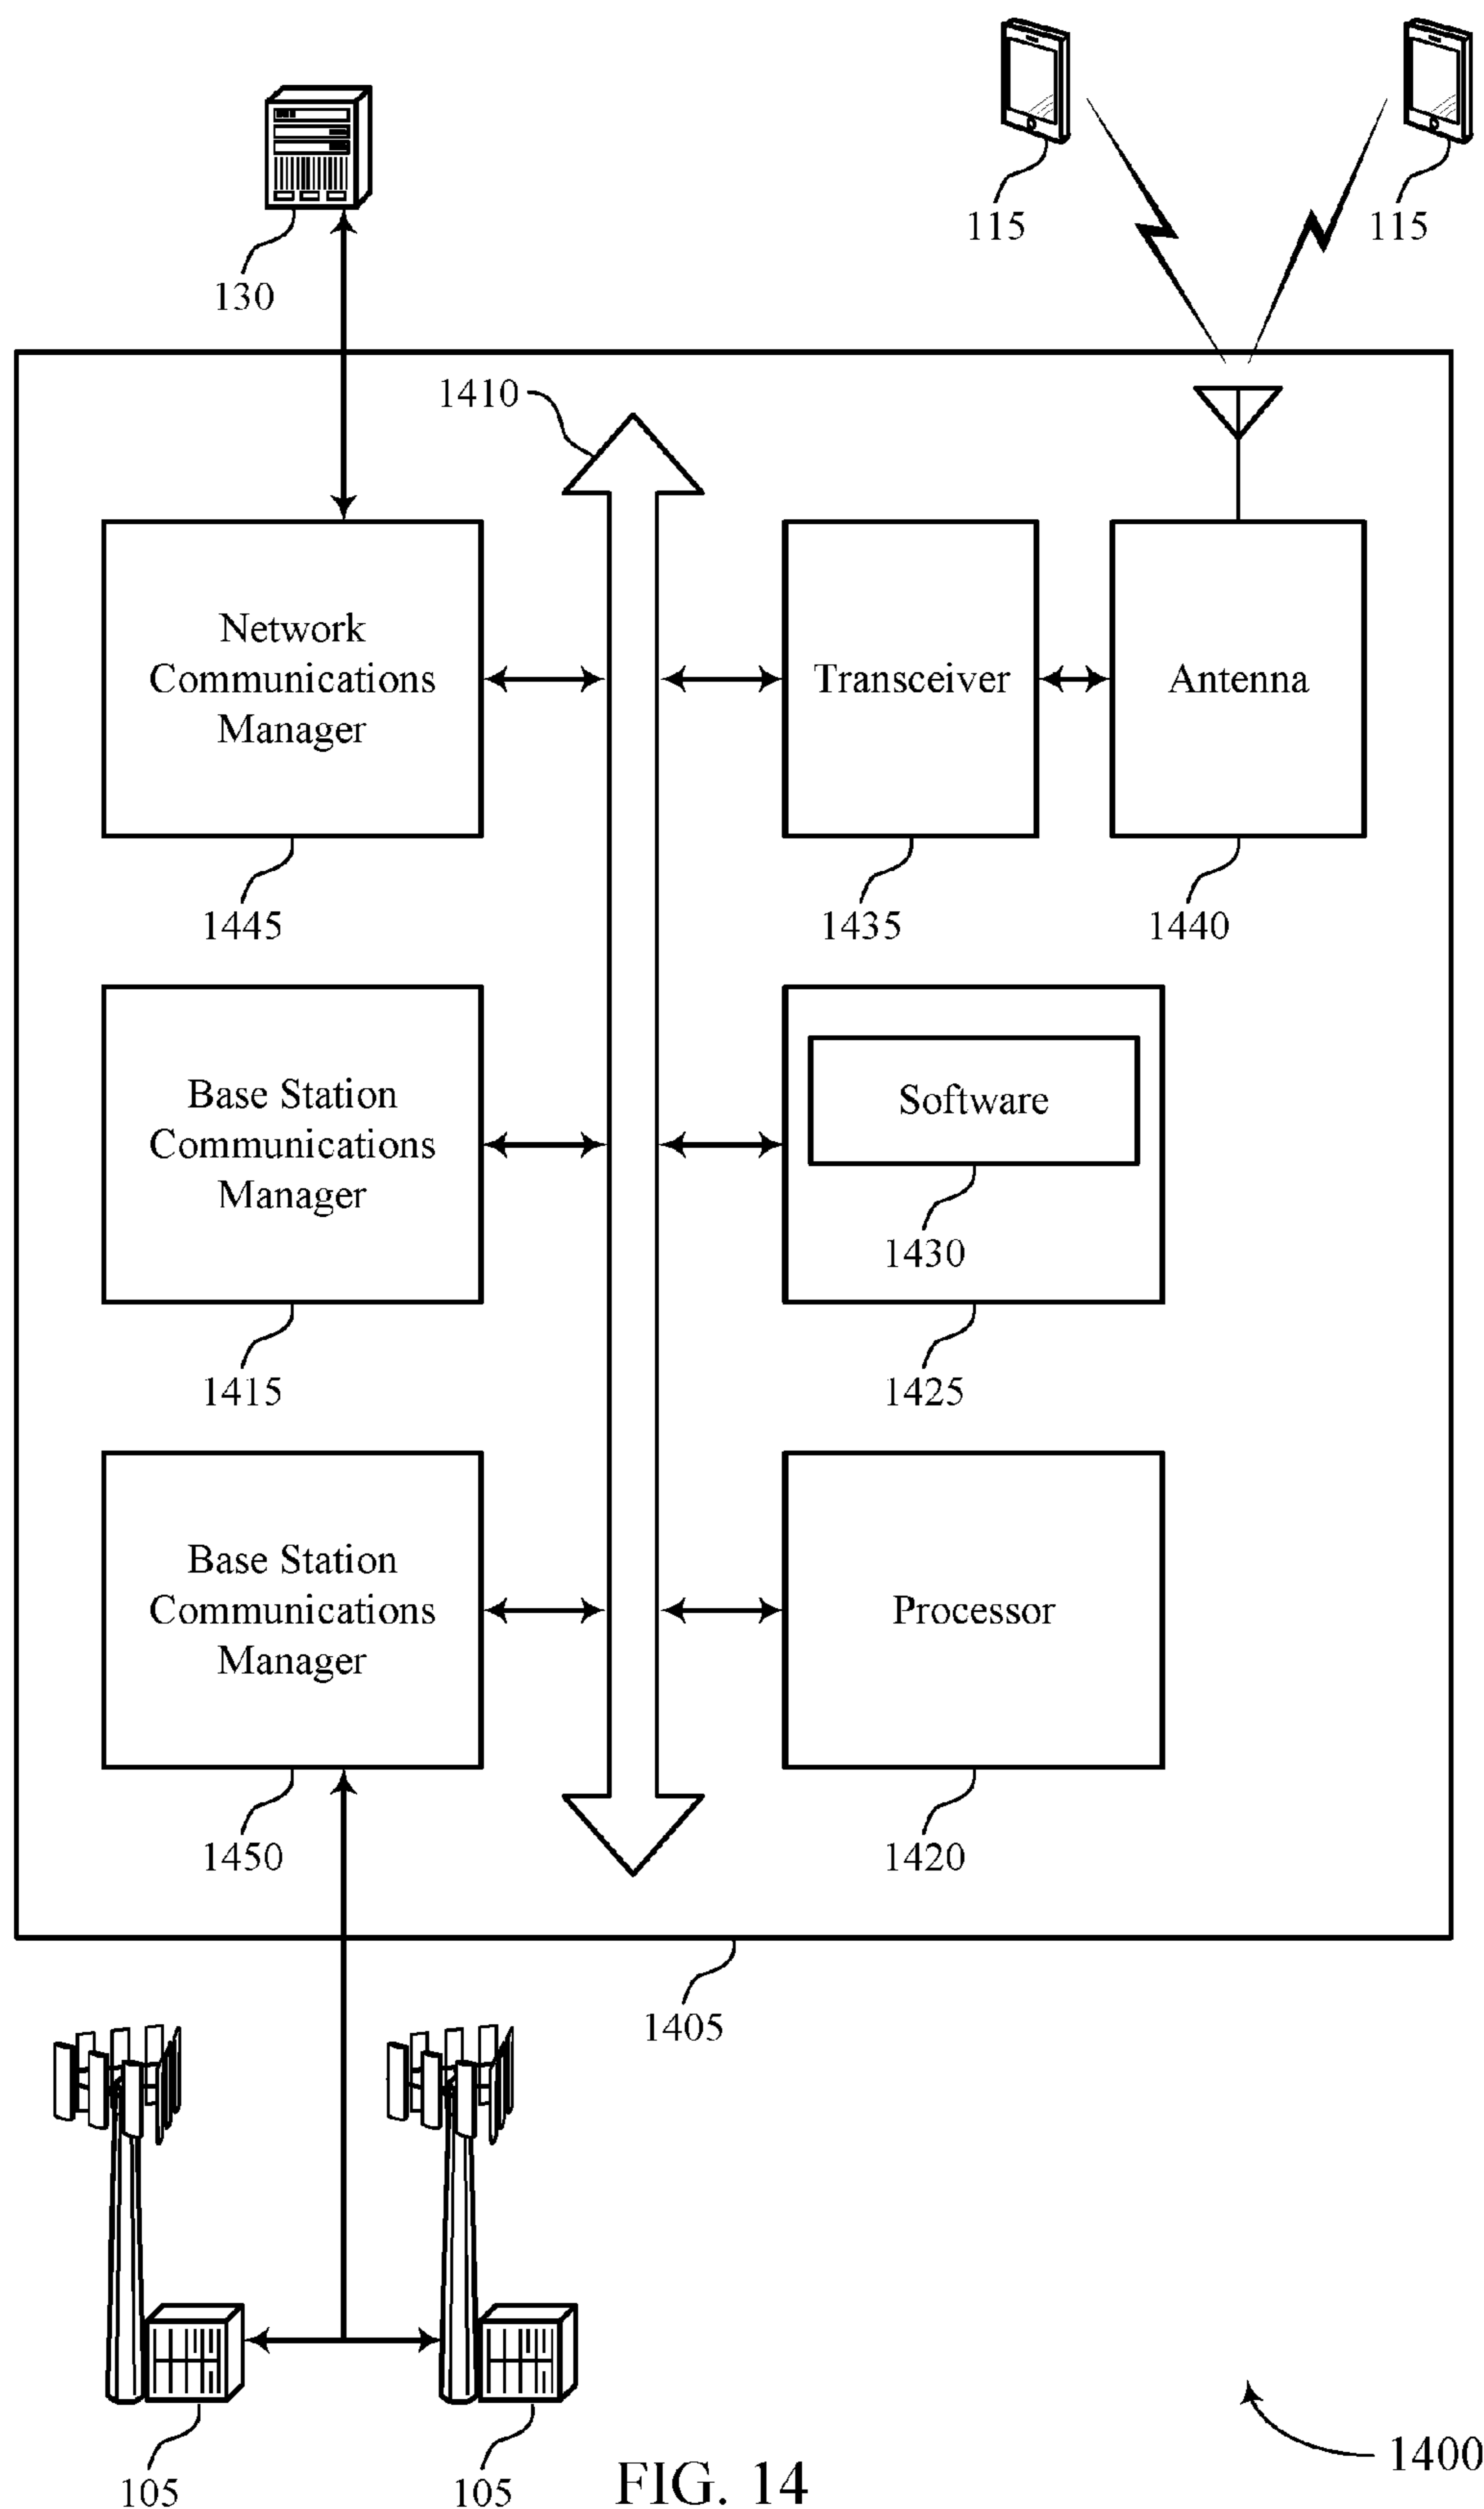 115
115
130
1410
Network
Communications
Manager
Transceiver
Antenna
1445
1435
1440
Base Station
Communications
Manager
Software
1430
1415
1425
Base Station
Communications
Manager
Processor
1450
1420
1405
105
105
FIG. 14
1400